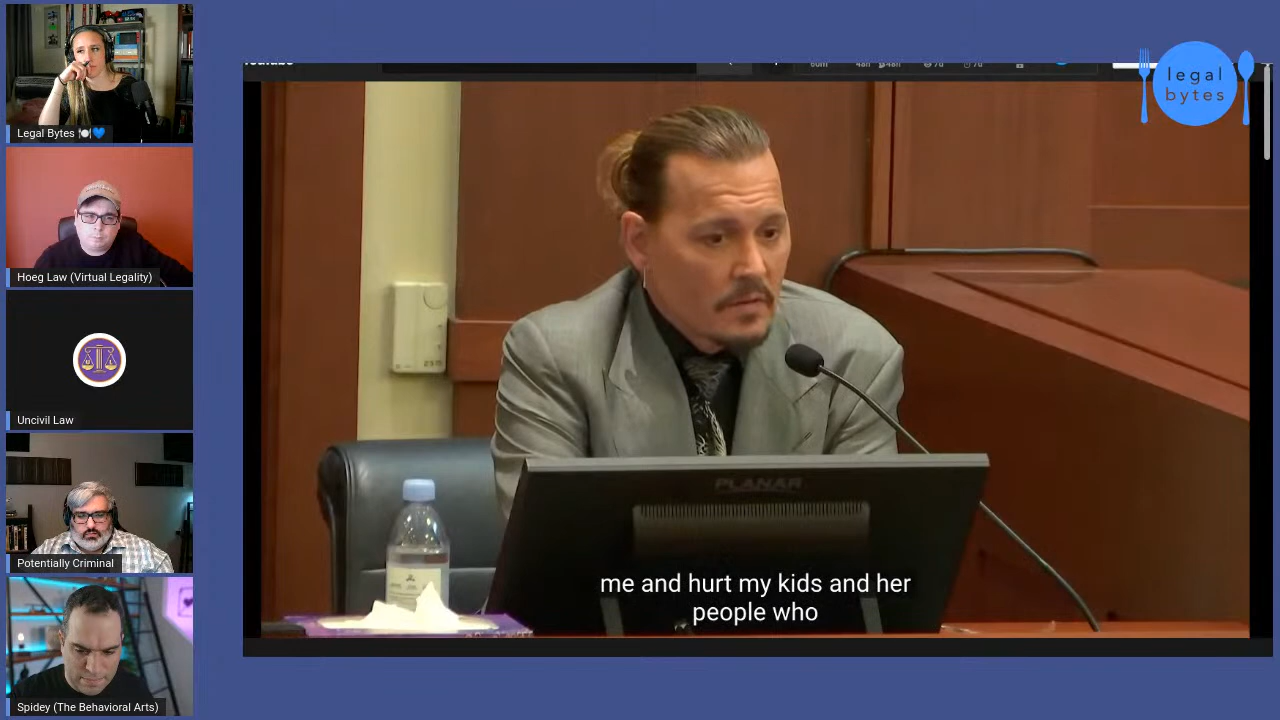 Legal Bytes 🍽️💙
Hoeg Law (Virtual Legality)
Uncivil Law
Potentially Criminal
Spidey (The Behavioral Arts)
legal
bytes
PLANAR
me and hurt my kids and her
people who